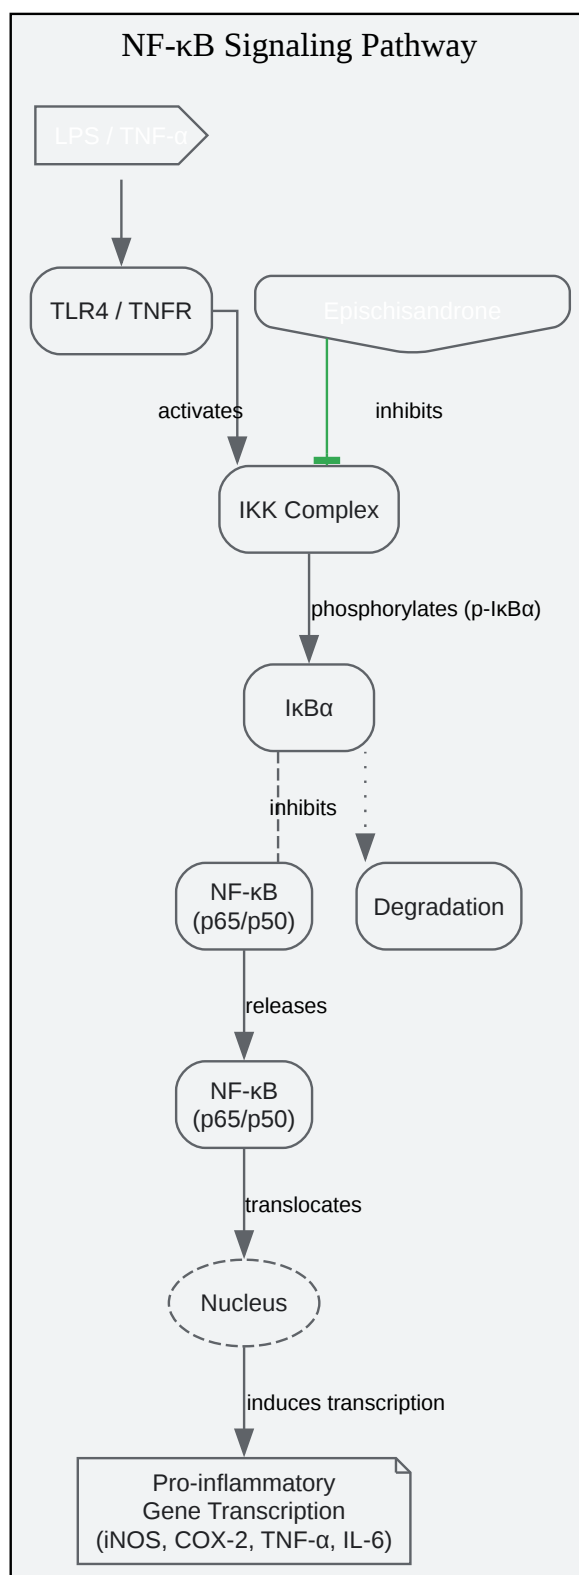 NF-κB Signaling Pathway
LPS / TNF-α
TLR4 / TNFR
Epischisandrone
activates
inhibits
IKK Complex
phosphorylates (p-IκBα)
IκBα
inhibits
NF-κB
(p65/p50)
Degradation
releases
NF-κB
(p65/p50)
translocates
Nucleus
induces transcription
Pro-inflammatory
Gene Transcription
(iNOS, COX-2, TNF-α, IL-6)